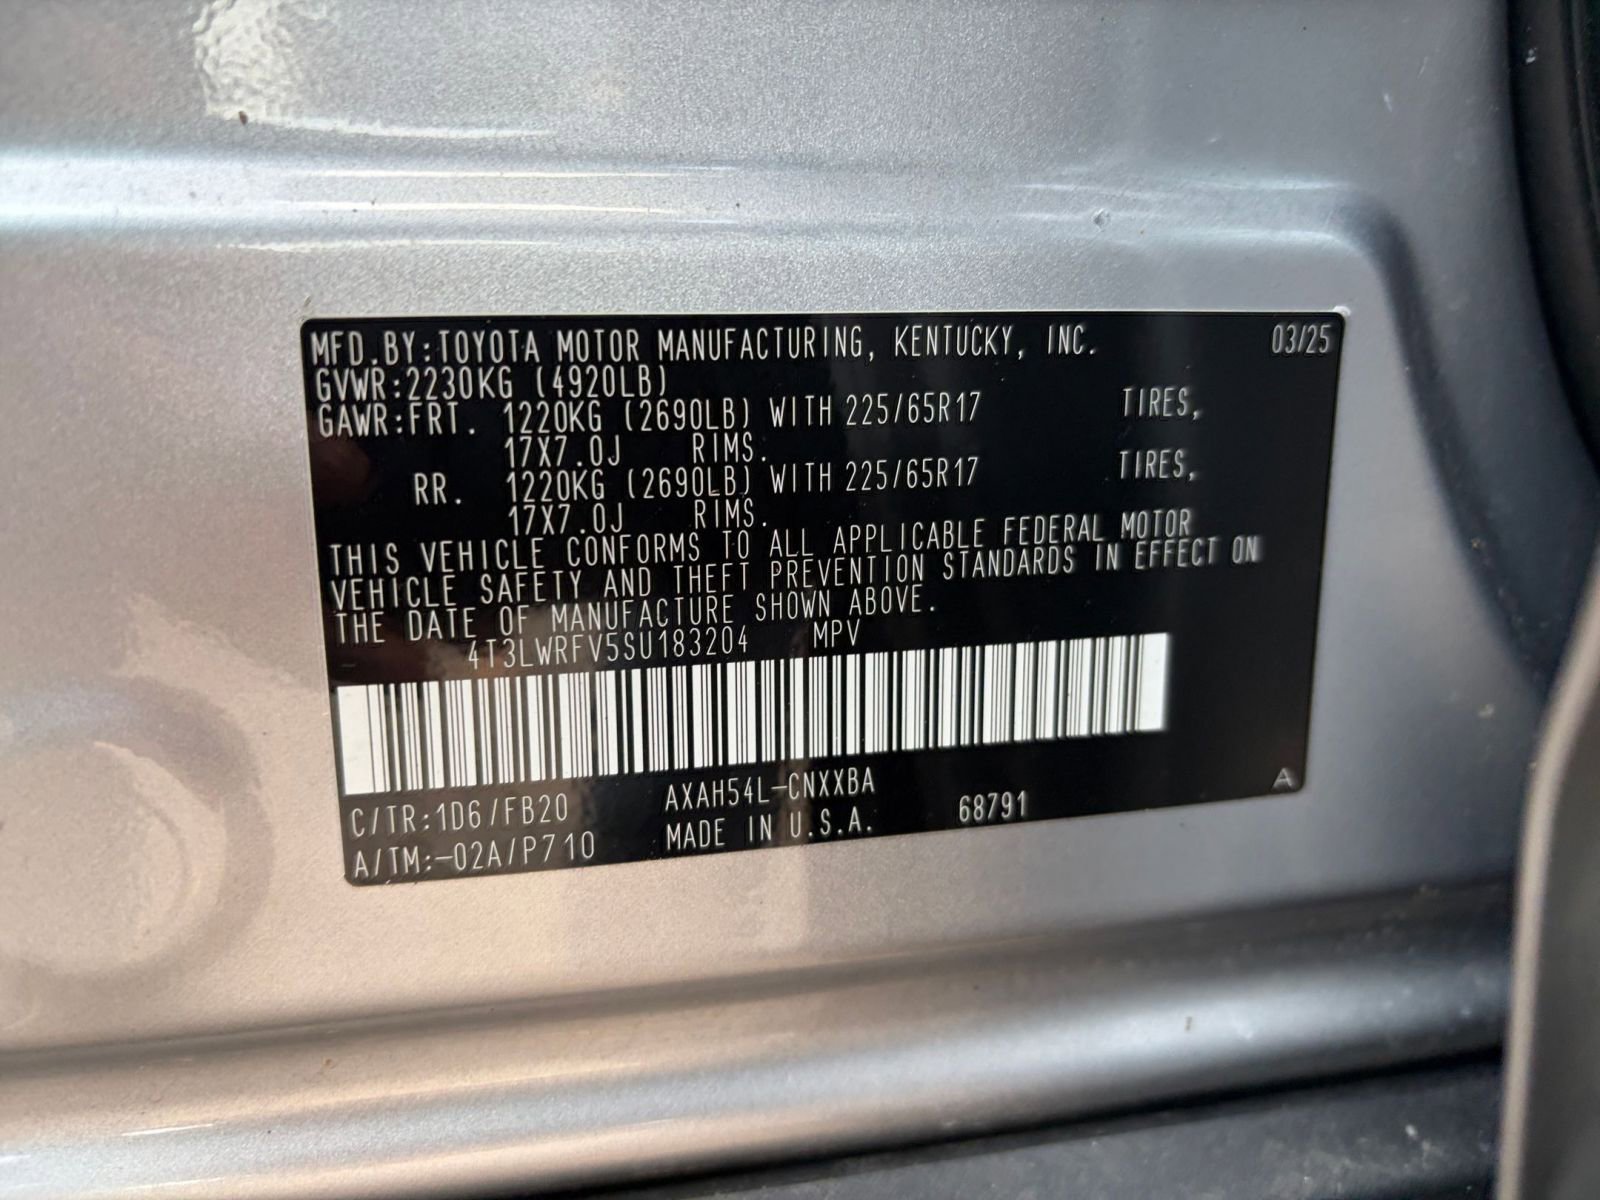 MFD.BY:TOYOTA MOTOR MANUFACTURING, KENTUCKY, INC. 03/25
GVWR:2230KG (4920LB)
GAWR:FRT. 1220KG (2690LB) WITH 225/65R17 TIRES,
17X7.0J RIMS.
RR. 1220KG (2690LB) WITH 225/65R17 TIRES,
17X7.0J RIMS.
THIS VEHICLE CONFORMS TO ALL APPLICABLE FEDERAL MOTOR
VEHICLE SAFETY AND THEFT PREVENTION STANDARDS IN EFFECT ON
THE DATE OF MANUFACTURE SHOWN ABOVE.
4T3LWRFV5SU183204 MPV
C/TR:1D6/FB20 AXAH54L-CNXXBA A
A/TM:-02A/P710 MADE IN U.S.A. 68791